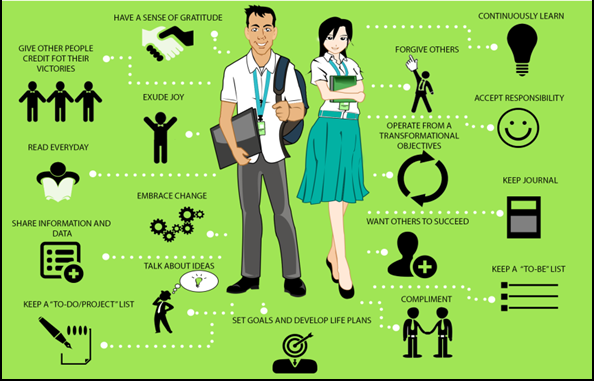 HAVE A SENSE OF GRATITUDE
CONTINUOUSLY LEARN
GIVE OTHER PEOPLE
CREDIT FOT THEIR
VICTORIES
FORGIVE OTHERS
EXUDE JOY
ACCEPT RESPONSIBILITY
READ EVERYDAY
OPERATE FROM A
TRANSFORMATIONAL
OBJECTIVES
EMBRACE CHANGE
KEEP JOURNAL
SHARE INFORMATION AND
DATA
WANT OTHERS TO SUCCEED
TALK ABOUT IDEAS
KEEP A "TO-BE" LIST
KEEP A "TO-DO/PROJECT" LIST
COMPLIMENT
SET GOALS AND DEVELOP LIFE PLANS